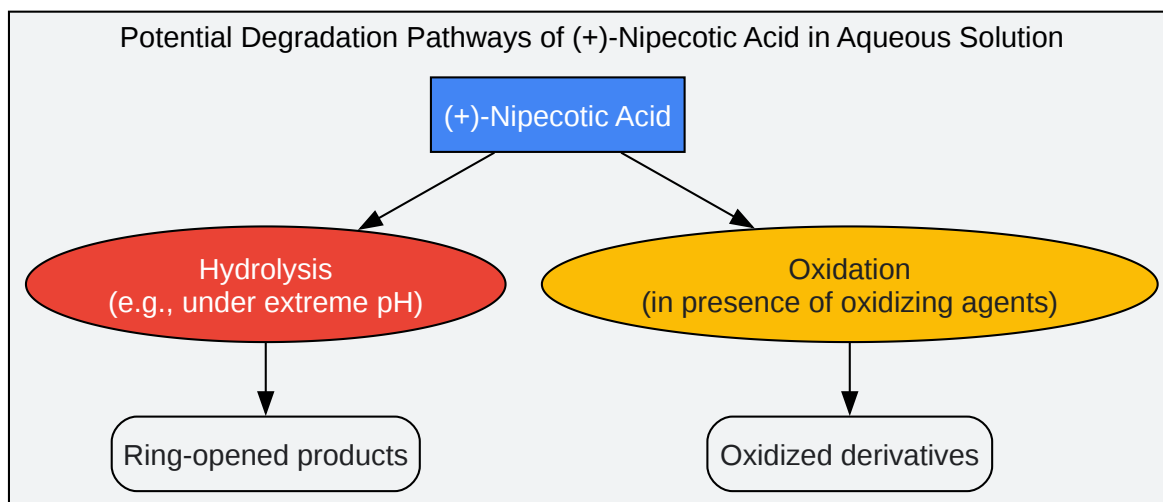 Potential Degradation Pathways of (+)-Nipecotic Acid in Aqueous Solution
(+)-Nipecotic Acid
Hydrolysis
(e.g., under extreme pH)
Oxidation
(in presence of oxidizing agents)
Ring-opened products
Oxidized derivatives